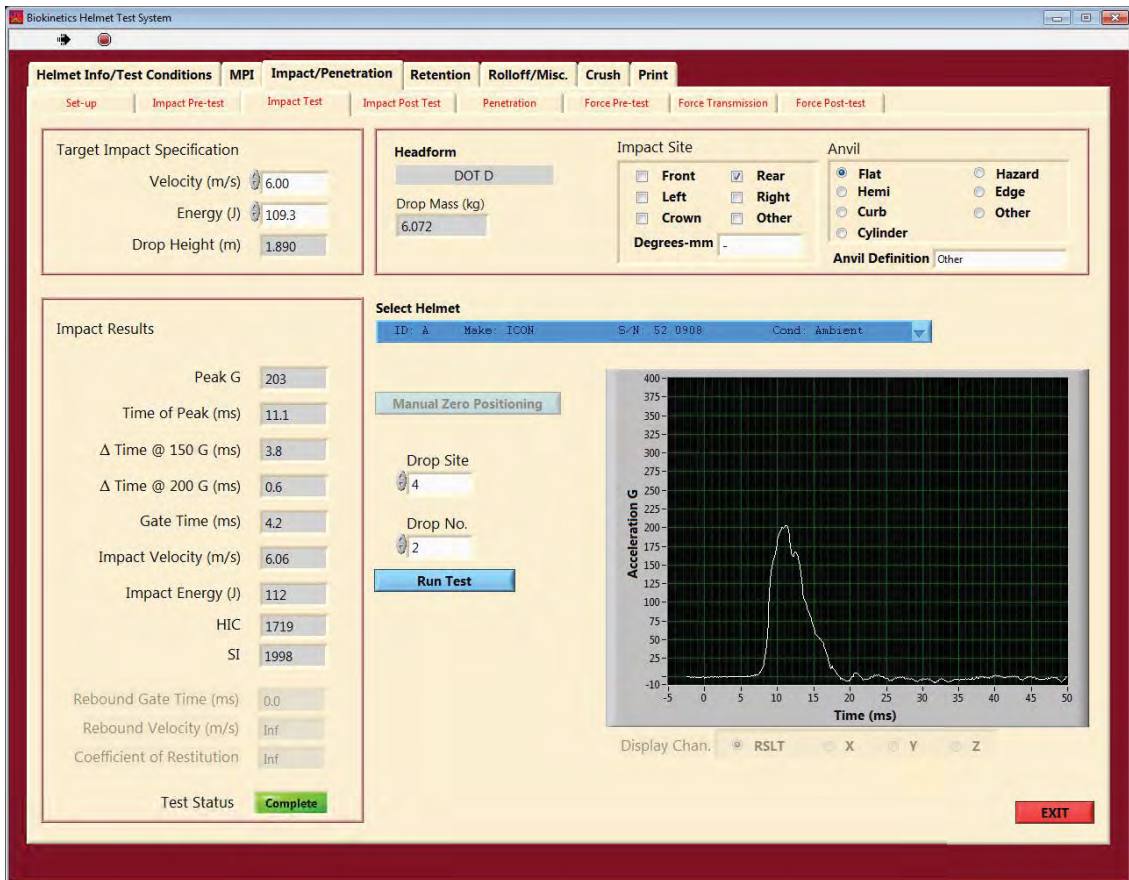 Biokinetics Helmet Test System
Helmet Info/Test Conditions MPI Impact/Penetration Retention Rolloff/Misc. Crush Print
Set-up Impact Pre-test Impact Test Impact Post Test Penetration Force Pre-test Force Transmission Force Post-test
Target Impact Specification
Velocity (m/s) 6.00
Energy (J) 109.3
Drop Height (m) 1.890
Headform
DOT D
Drop Mass (kg)
6.072
Impact Site
Front Rear
Left Right
Crown Other
Degrees-mm -
Anvil
Flat Hazard
Hemi Edge
Curb Other
Cylinder
Anvil Definition Other
Impact Results
Peak G 203
Time of Peak (ms) 11.1
Δ Time @ 150 G (ms) 3.8
Δ Time @ 200 G (ms) 0.6
Gate Time (ms) 4.2
Impact Velocity (m/s) 6.06
Impact Energy (J) 112
HIC 1719
SI 1998
Rebound Gate Time (ms) 0.0
Rebound Velocity (m/s) Inf
Coefficient of Restitution Inf
Test Status Complete
Select Helmet
ID: A Make: ICON S/N: 52 0908 Cond: Ambient
Manual Zero Positioning
Drop Site
4
Drop No.
2
Run Test
Acceleration G
400
375
350
325
300
275
250
225
200
175
150
125
100
75
50
25
-10
-5 0 5 10 15 20 25 30 35 40 45 50
Time (ms)
Display Chan. RSLT X Y Z
EXIT